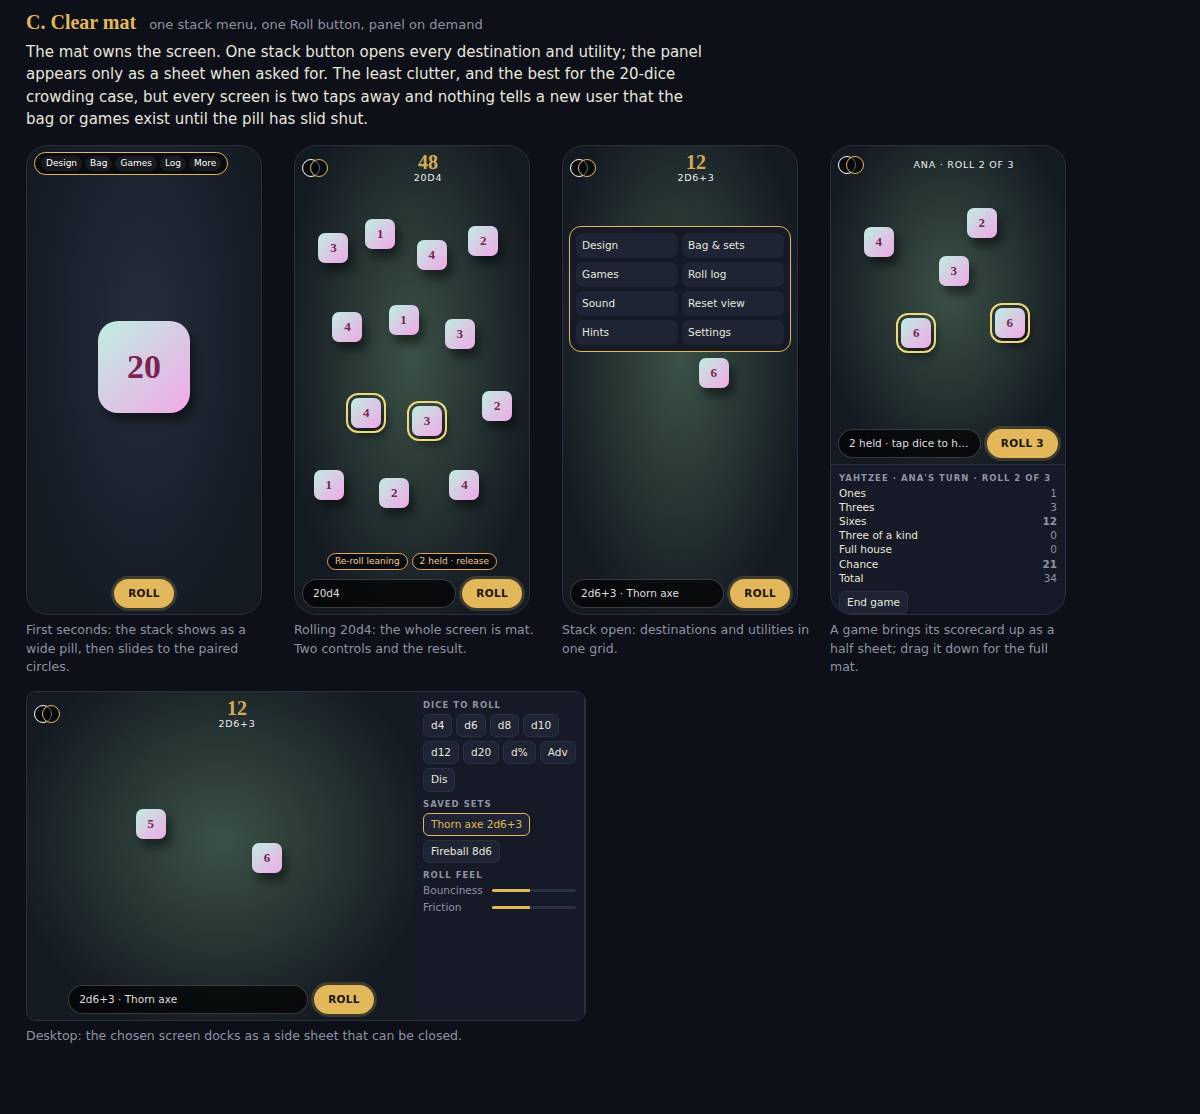 C. Clear mat one stack menu, one Roll button, panel on demand
The mat owns the screen. One stack button opens every destination and utility; the panel
appears only as a sheet when asked for. The least clutter, and the best for the 20-dice
crowding case, but every screen is two taps away and nothing tells a new user that the
bag or games exist until the pill has slid shut.
Design Bag Games Log More
20
ROLL
First seconds: the stack shows as a
wide pill, then slides to the paired
circles.
48
20D4
3 1 4 2
4 1 3
4 3 2
1 2 4
Re-roll leaning 2 held · release
20d4 ROLL
Rolling 20d4: the whole screen is mat.
Two controls and the result.
12
2D6+3
Design Bag & sets
Games Roll log
Sound Reset view
Hints Settings
6
2d6+3 · Thorn axe ROLL
Stack open: destinations and utilities in
one grid.
ANA · ROLL 2 OF 3
4 2
3
6 6
2 held · tap dice to h... ROLL 3
YAHTZEE · ANA'S TURN · ROLL 2 OF 3
Ones 1
Threes 3
Sixes 12
Three of a kind 0
Full house 0
Chance 21
Total 34
End game
A game brings its scorecard up as a
half sheet; drag it down for the full
mat.
12
2D6+3
5
6
2d6+3 · Thorn axe ROLL
DICE TO ROLL
d4 d6 d8 d10
d12 d20 d% Adv
Dis
SAVED SETS
Thorn axe 2d6+3
Fireball 8d6
ROLL FEEL
Bounciness
Friction
Desktop: the chosen screen docks as a side sheet that can be closed.